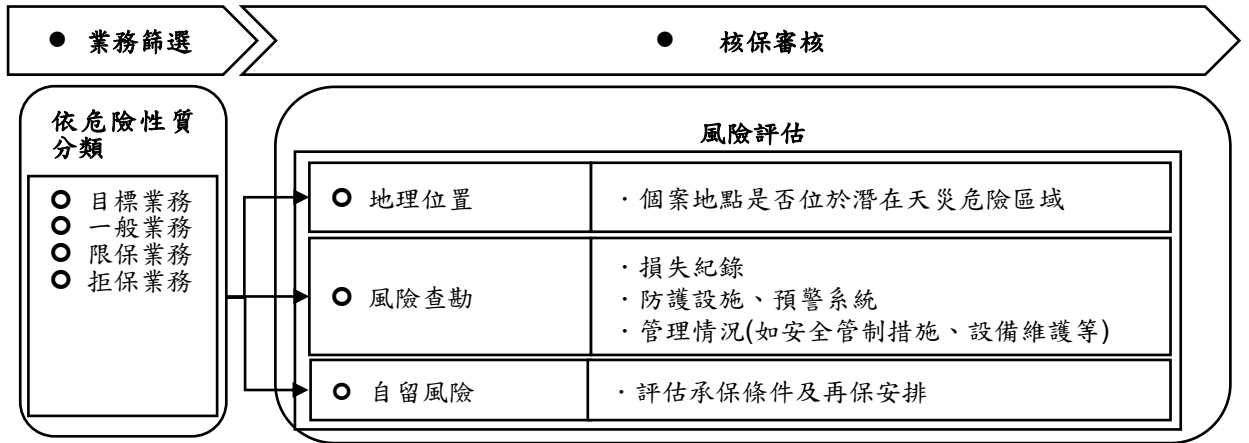 ● 業務篩選
● 核保審核
依危險性質
分類
○ 目標業務
○ 一般業務
○ 限保業務
○ 拒保業務
風險評估
○ 地理位置
·個案地點是否位於潛在天災危險區域
○ 風險查勘
·損失紀錄
·防護設施、預警系統
·管理情況(如安全管制措施、設備維護等)
○ 自留風險
·評估承保條件及再保安排